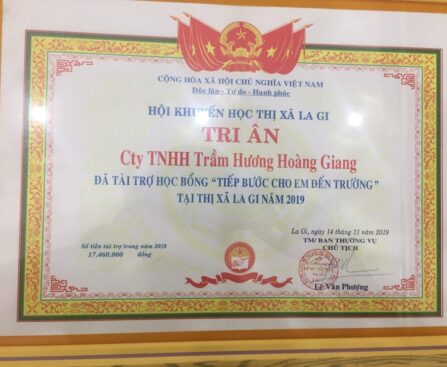 CỘNG HÒA XÃ HỘI CHỦ NGHĨA VIỆT NAM
Độc lập - Tự do - Hạnh phúc
HỘI KHUYẾN HỌC THỊ XÃ LA GI
TRI ÂN
Cty TNHH Trầm Hương Hoàng Giang
ĐÃ TÀI TRỢ HỌC BỔNG "TIẾP BƯỚC CHO EM ĐẾN TRƯỜNG"
TẠI THỊ XÃ LA GI NĂM 2019
La Gi, ngày 14 tháng 11 năm 2019
TM/ BAN THƯỜNG VỤ
CHỦ TỊCH
Số tiền tài trợ trong năm 2019
17.460.000 đồng
Lê Văn Phượng